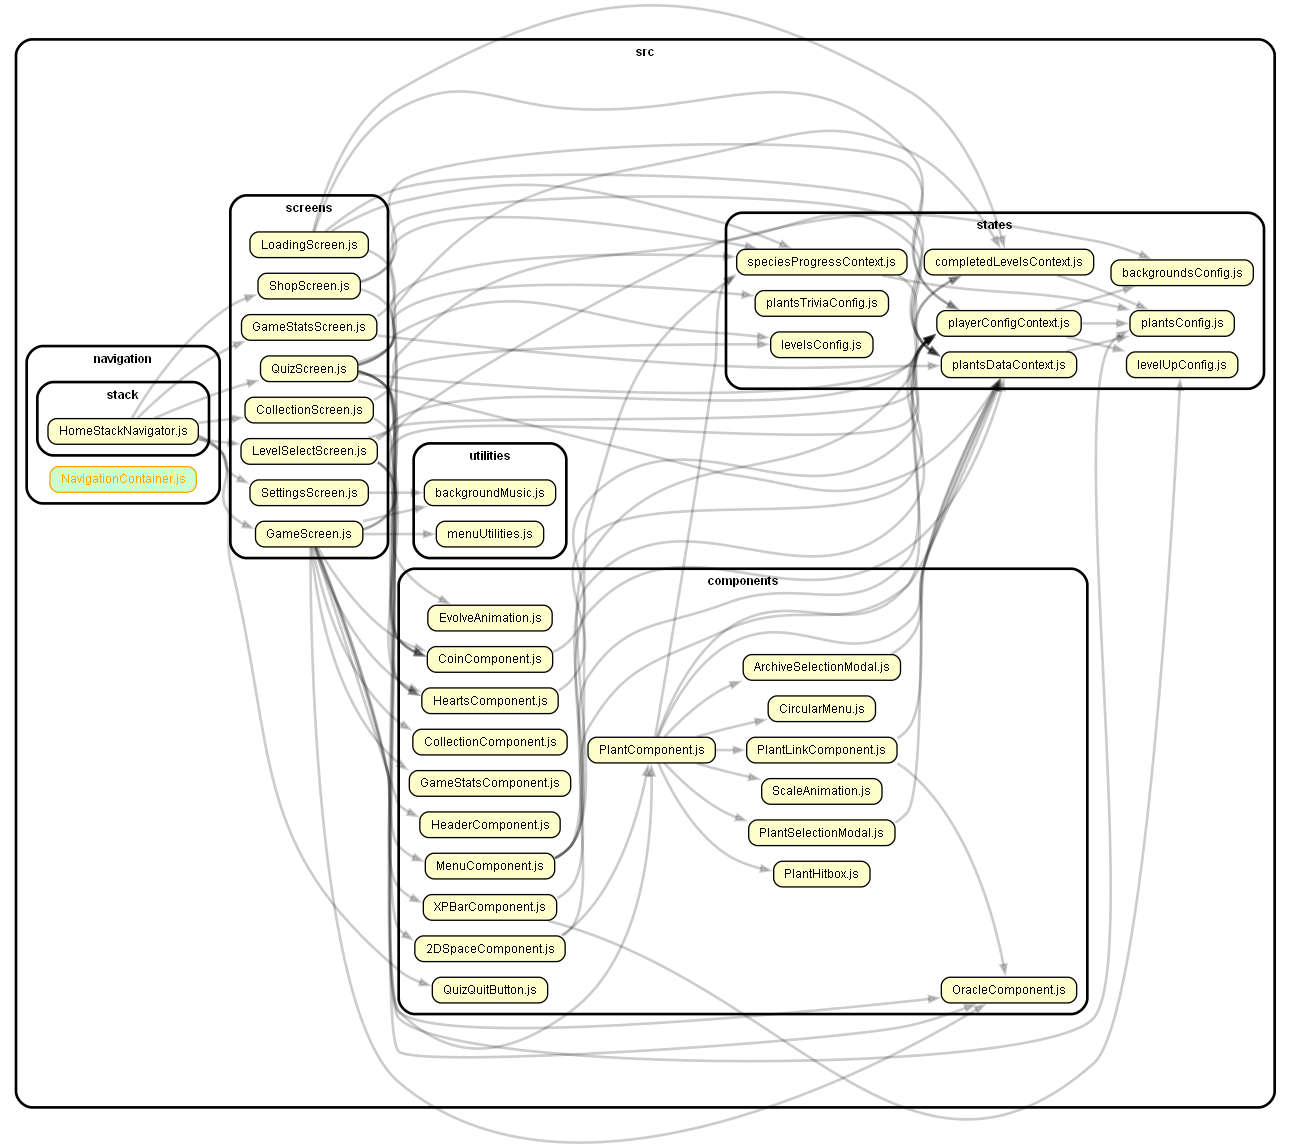 src
screens
LoadingScreen.js
ShopScreen.js
GameStatsScreen.js
QuizScreen.js
CollectionScreen.js
LevelSelectScreen.js
SettingsScreen.js
GameScreen.js
navigation
stack
HomeStackNavigator.js
NavigationContainer.js
states
speciesProgressContext.js
completedLevelsContext.js
backgroundsConfig.js
plantsTriviaConfig.js
playerConfigContext.js
plantsConfig.js
levelsConfig.js
plantsDataContext.js
levelUpConfig.js
utilities
backgroundMusic.js
menuUtilities.js
components
EvolveAnimation.js
CoinComponent.js
HeartsComponent.js
CollectionComponent.js
GameStatsComponent.js
HeaderComponent.js
MenuComponent.js
XPBarComponent.js
2DSpaceComponent.js
QuizQuitButton.js
PlantComponent.js
ArchiveSelectionModal.js
CircularMenu.js
PlantLinkComponent.js
ScaleAnimation.js
PlantSelectionModal.js
PlantHitbox.js
OracleComponent.js